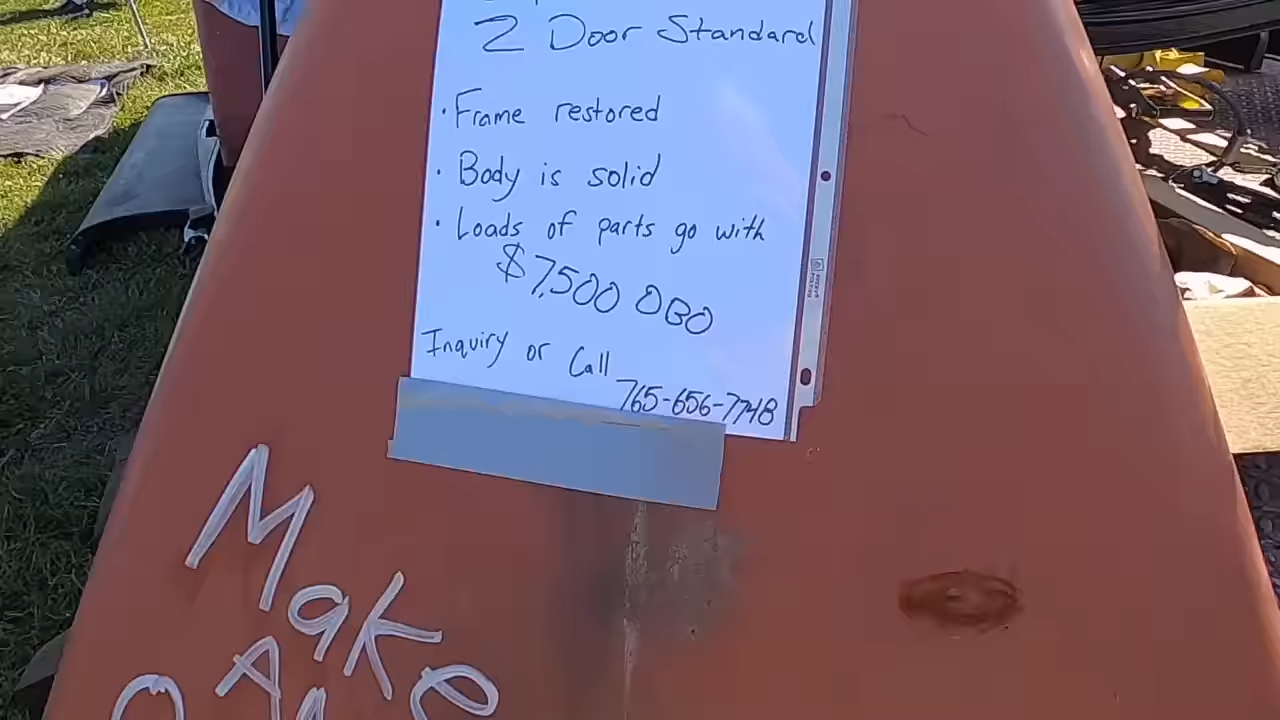 2 Door Standard
· Frame restored
· Body is solid
· Loads of parts go with
$7,500 OBO
Inquiry or Call
765-656-7748
Make